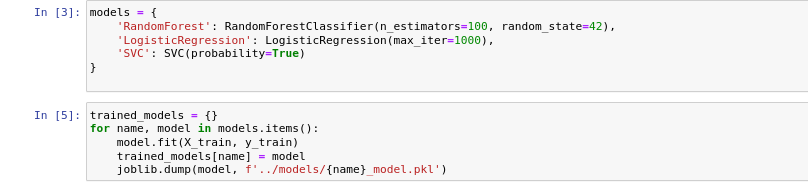 In [3]: models = {
    'RandomForest': RandomForestClassifier(n_estimators=100, random_state=42),
    'LogisticRegression': LogisticRegression(max_iter=1000),
    'SVC': SVC(probability=True)
}
In [5]: trained_models = {}
for name, model in models.items():
    model.fit(X_train, y_train)
    trained_models[name] = model
    joblib.dump(model, f'../models/{name}_model.pkl')